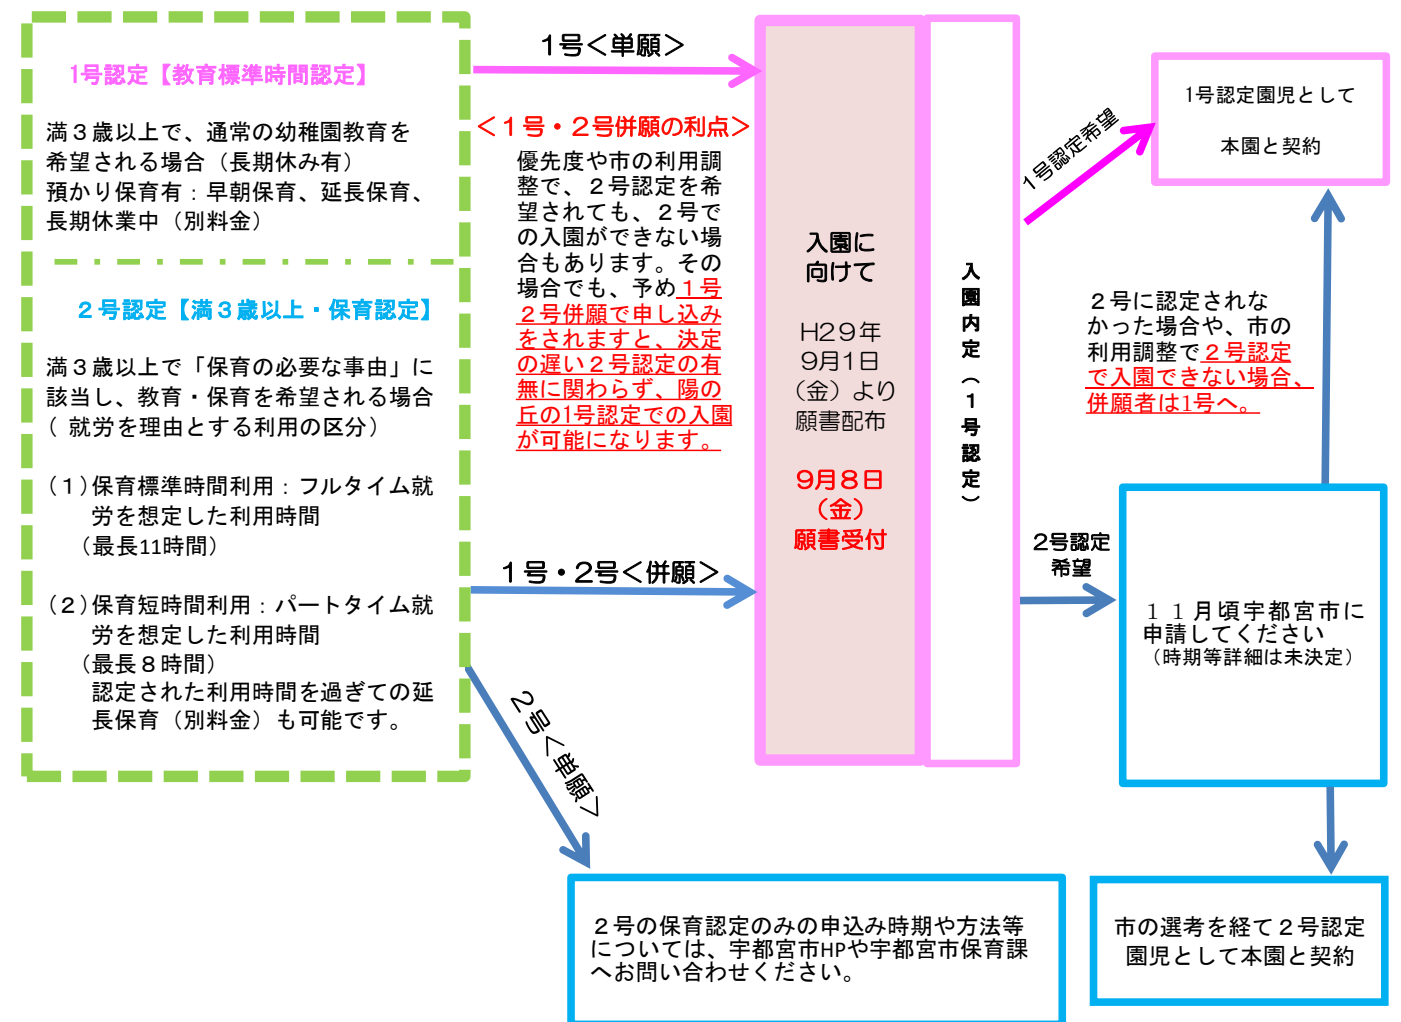 1号認定【教育標準時間認定】
満３歳以上で、通常の幼稚園教育を
希望される場合（長期休み有）
預かり保育有：早朝保育、延長保育、
長期休業中（別料金）
２号認定【満３歳以上・保育認定】
満３歳以上で「保育の必要な事由」に
該当し、教育・保育を希望される場合
（ 就労を理由とする利用の区分）
（１）保育標準時間利用：フルタイム就
労を想定した利用時間
（最長11時間）
（２）保育短時間利用：パートタイム就
労を想定した利用時間
（最長８時間）
認定された利用時間を過ぎての延
長保育（別料金）も可能です。
１号＜単願＞
＜１号・２号併願の利点＞
優先度や市の利用調
整で、２号認定を希
望されても、２号で
の入園ができない場
合もあります。その
場合でも、予め１号
２号併願で申し込み
をされますと、決定
の遅い２号認定の有
無に関わらず、陽の
丘の1号認定での入園
が可能になります。
１号・２号＜併願＞
２号＜単願＞
入園に
向けて
H２９年
９月１日
（金）より
願書配布
９月８日
（金）
願書受付
入園内定（１号認定）
１号認定希望
1号認定園児として
本園と契約
２号に認定されな
かった場合や、市の
利用調整で２号認定
で入園できない場合、
併願者は1号へ。
２号認定
希望
１１月頃宇都宮市に
申請してください
（時期等詳細は未決定）
２号の保育認定のみの申込み時期や方法等
については、宇都宮市HPや宇都宮市保育課
へお問い合わせください。
市の選考を経て２号認定
園児として本園と契約